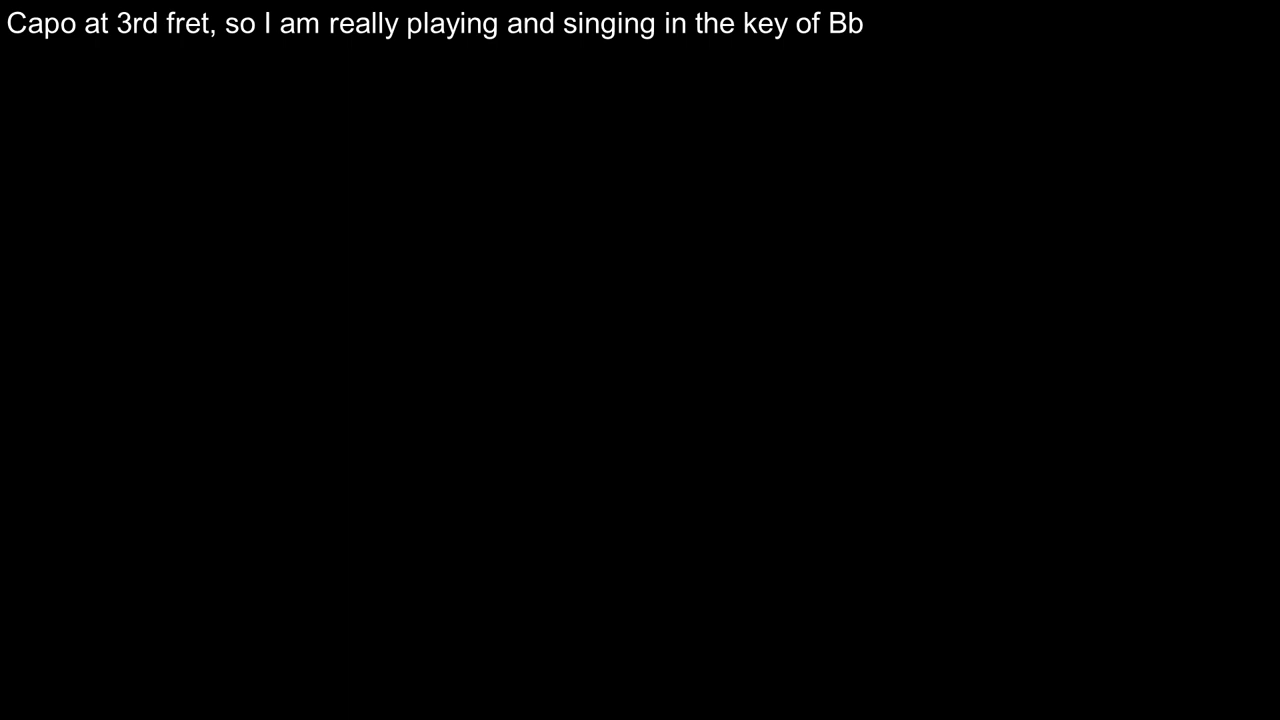 Capo at 3rd fret, so I am really playing and singing in the key of Bb